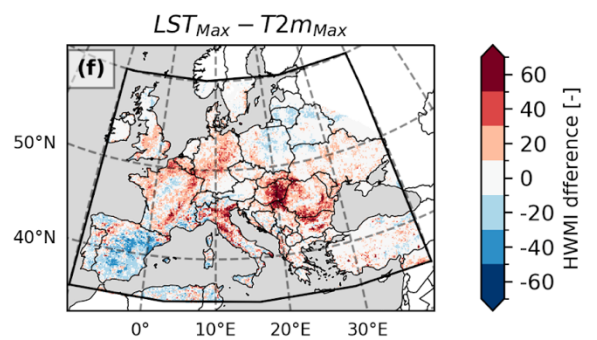 LST_Max − T2m_Max
(f)
50°N
40°N
0°
10°E
20°E
30°E
60
40
20
0
-20
-40
-60
HWMI dfference [-]